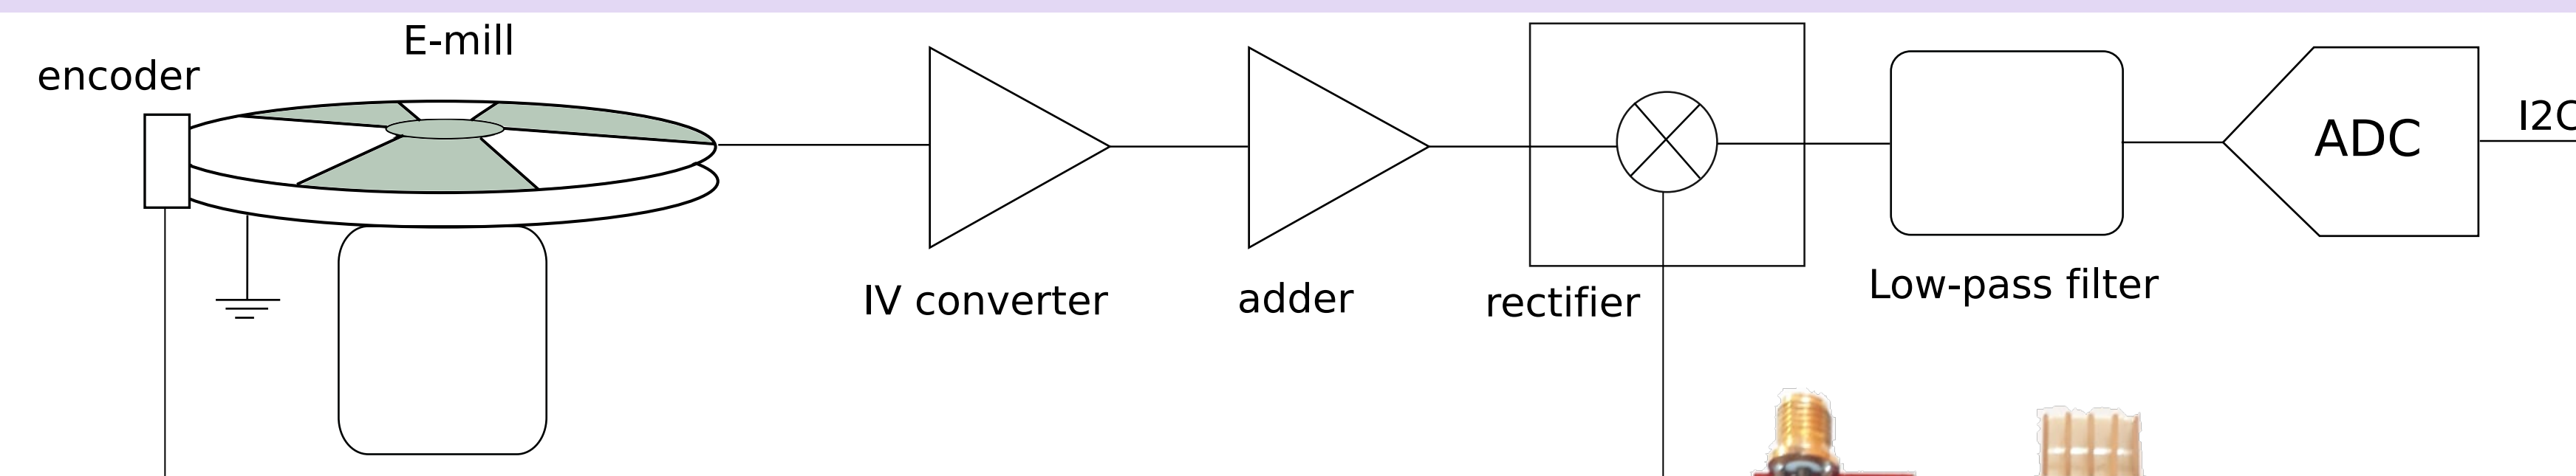 E-mill
encoder
IV converter
adder
rectifier
Low-pass filter
ADC